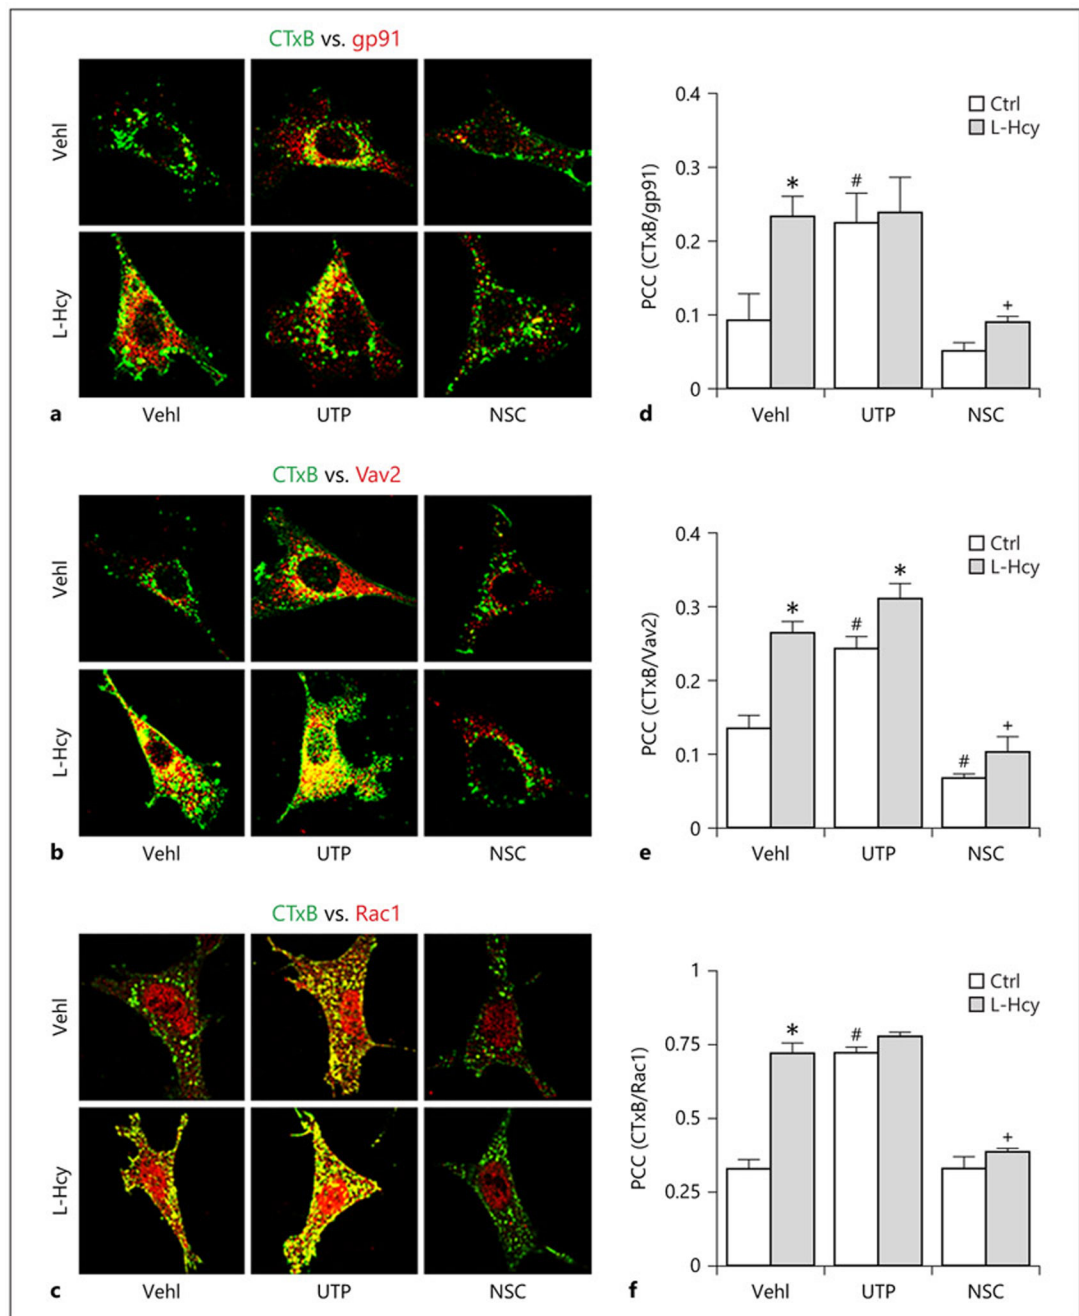 CTxB vs. gp91
Vehl
L-Hcy
a
Vehl
UTP
NSC
PCC (CTxB/gp91)
0.4
0.3
0.2
0.1
0
Ctrl
L-Hcy
*
#
+
Vehl
UTP
NSC
d
CTxB vs. Vav2
Vehl
L-Hcy
b
Vehl
UTP
NSC
PCC (CTxB/Vav2)
0.4
0.3
0.2
0.1
0
Ctrl
L-Hcy
*
#
*
#
+
Vehl
UTP
NSC
e
CTxB vs. Rac1
Vehl
L-Hcy
c
Vehl
UTP
NSC
PCC (CTxB/Rac1)
1
0.75
0.5
0.25
0
Ctrl
L-Hcy
*
#
+
Vehl
UTP
NSC
f